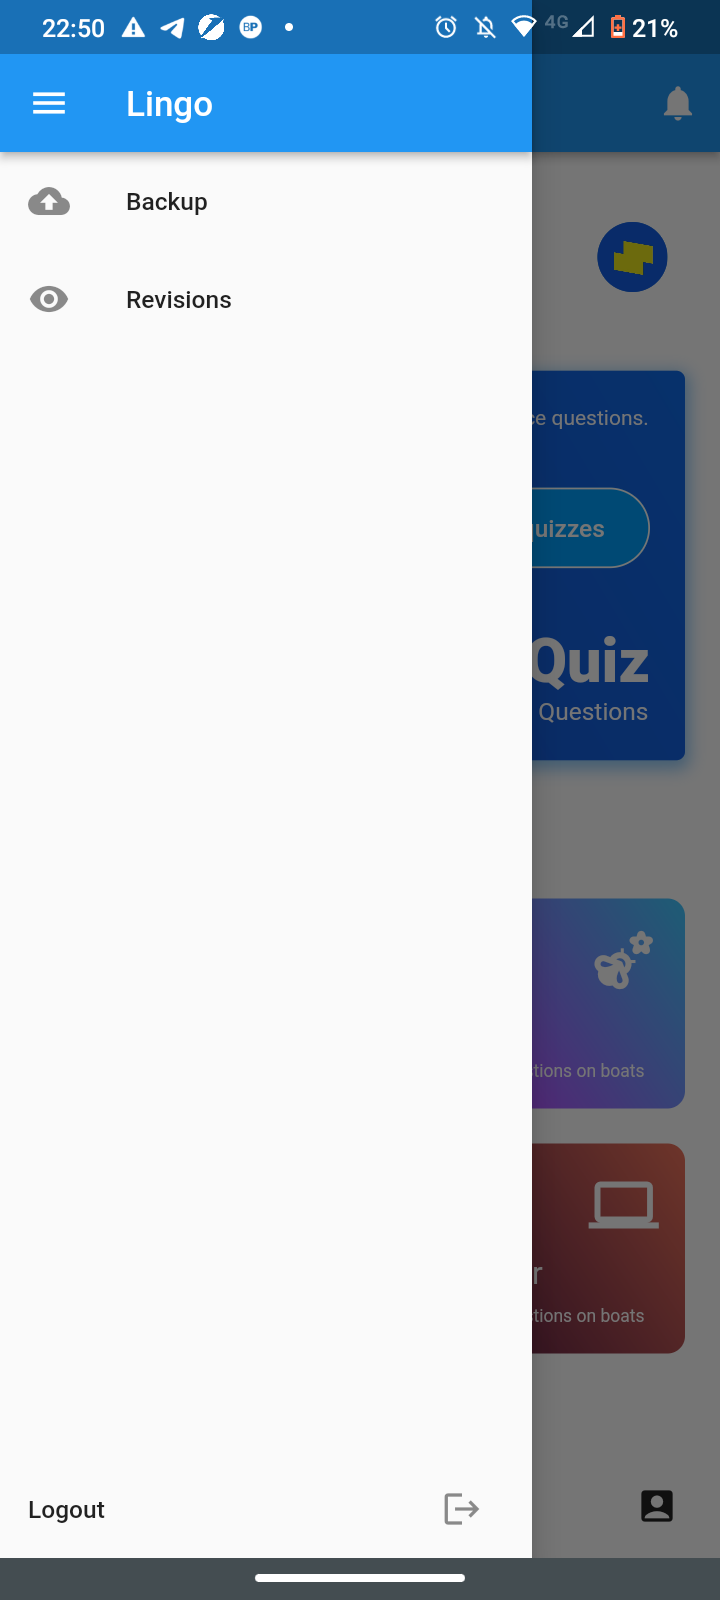 22:50 BP 4G 21%
Lingo
Backup
Revisions
ce questions.
quizzes
Quiz
Questions
tions on boats
r
tions on boats
Logout